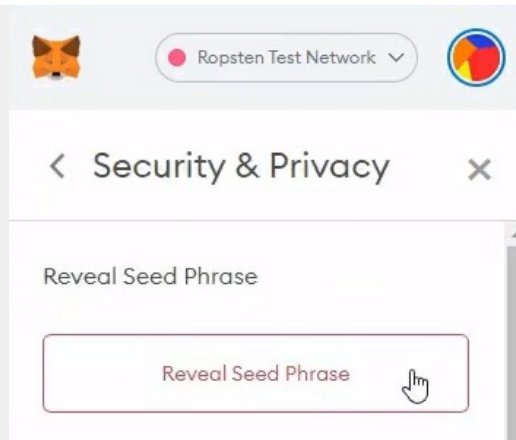 Ropsten Test Network
Security & Privacy
Reveal Seed Phrase
Reveal Seed Phrase